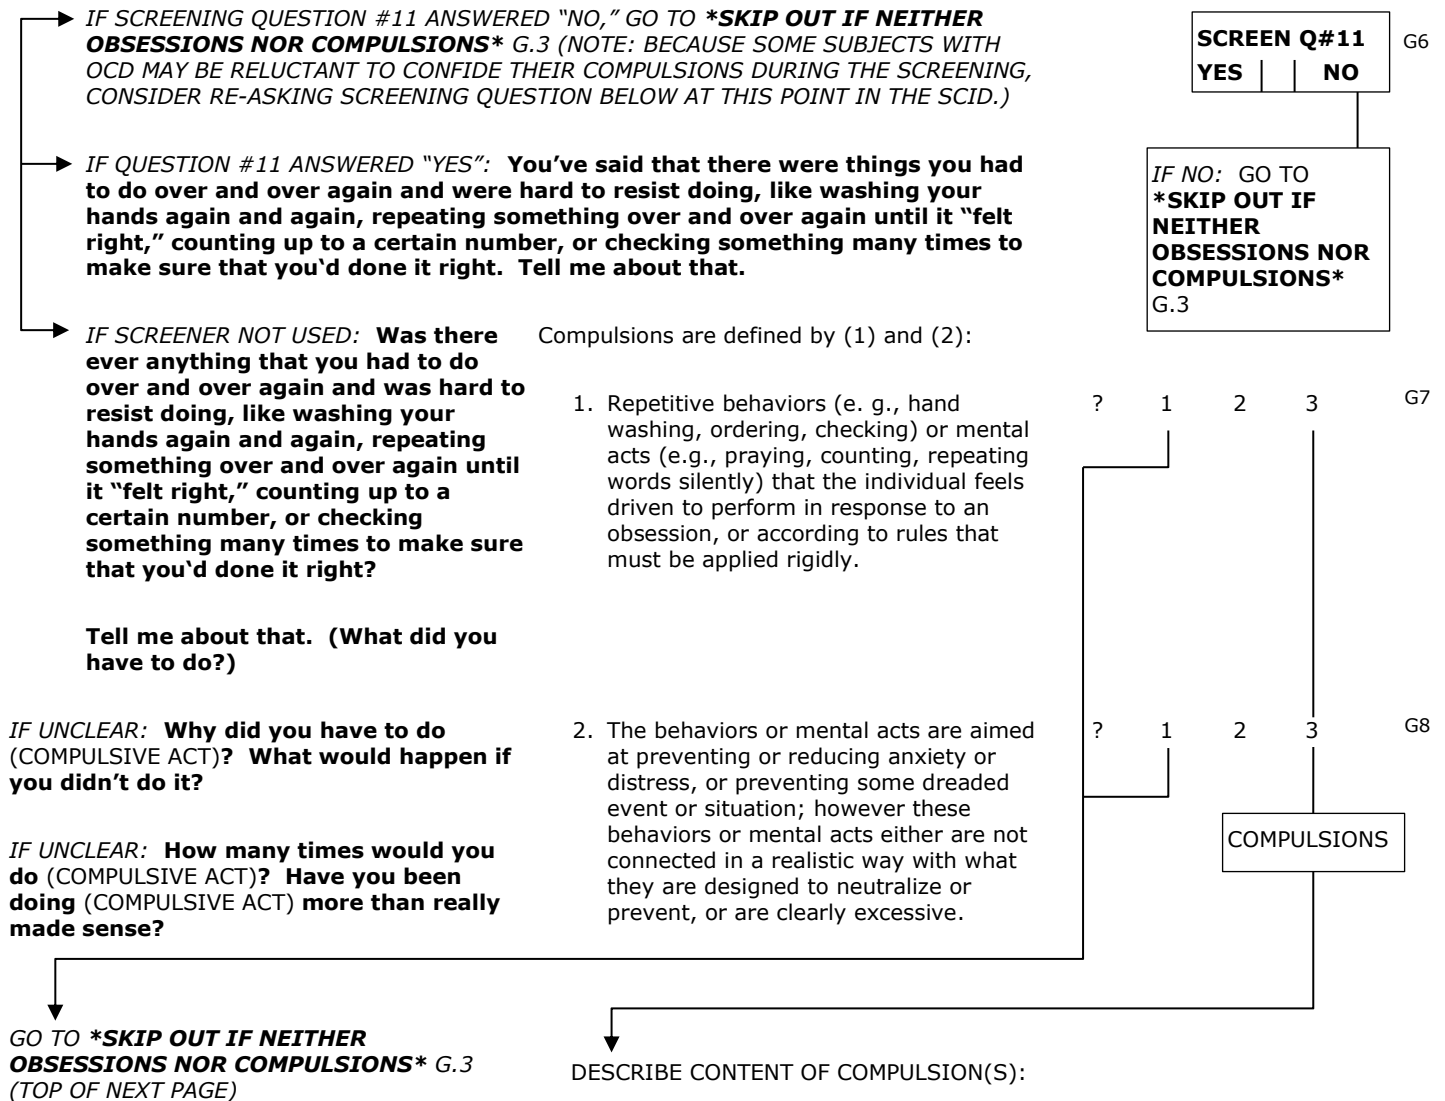 IF SCREENING QUESTION #11 ANSWERED “NO,” GO TO *SKIP OUT IF NEITHER
OBSESSIONS NOR COMPULSIONS* G.3 (NOTE: BECAUSE SOME SUBJECTS WITH
OCD MAY BE RELUCTANT TO CONFIDE THEIR COMPULSIONS DURING THE SCREENING,
CONSIDER RE-ASKING SCREENING QUESTION BELOW AT THIS POINT IN THE SCID.)
SCREEN Q#11
YES NO
G6
IF NO: GO TO
*SKIP OUT IF
NEITHER
OBSESSIONS NOR
COMPULSIONS*
G.3
IF QUESTION #11 ANSWERED “YES”: You’ve said that there were things you had
to do over and over again and were hard to resist doing, like washing your
hands again and again, repeating something over and over again until it “felt
right,” counting up to a certain number, or checking something many times to
make sure that you‘d done it right. Tell me about that.
IF SCREENER NOT USED: Was there
ever anything that you had to do
over and over again and was hard to
resist doing, like washing your
hands again and again, repeating
something over and over again until
it “felt right,” counting up to a
certain number, or checking
something many times to make sure
that you‘d done it right?
Tell me about that. (What did you
have to do?)
Compulsions are defined by (1) and (2):
1. Repetitive behaviors (e. g., hand
washing, ordering, checking) or mental
acts (e.g., praying, counting, repeating
words silently) that the individual feels
driven to perform in response to an
obsession, or according to rules that
must be applied rigidly.
? 1 2 3 G7
IF UNCLEAR: Why did you have to do
(COMPULSIVE ACT)? What would happen if
you didn’t do it?
IF UNCLEAR: How many times would you
do (COMPULSIVE ACT)? Have you been
doing (COMPULSIVE ACT) more than really
made sense?
2. The behaviors or mental acts are aimed
at preventing or reducing anxiety or
distress, or preventing some dreaded
event or situation; however these
behaviors or mental acts either are not
connected in a realistic way with what
they are designed to neutralize or
prevent, or are clearly excessive.
? 1 2 3 G8
COMPULSIONS
GO TO *SKIP OUT IF NEITHER
OBSESSIONS NOR COMPULSIONS* G.3
(TOP OF NEXT PAGE)
DESCRIBE CONTENT OF COMPULSION(S):